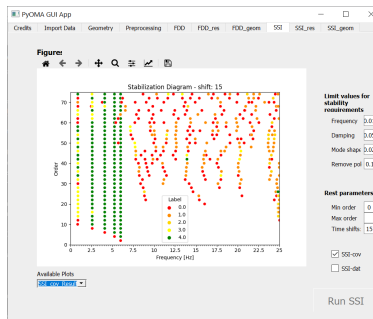 PyOMA GUI App
Credits Import Data Geometry Preprocessing FDD FDD_res FDD_geom SSI SSI_res SSI_geom
Figure:
Stabilization Diagram - shift: 15
Order
70
60
50
40
30
20
10
0
Label
0.0
1.0
2.0
3.0
4.0
0 2.5 5 7.5 10 12.5 15 17.5 20 22.5 25
Frequency [Hz]
Available Plots
SSI_cov_Resul
Limit values for
stability
requirements
Frequency
Damping 0.05
Mode shape 0.02
Remove pol 0.1
Rest parameters
Min order 0
Max order
Time shifts: 15
SSI-cov
SSI-dat
Run SSI